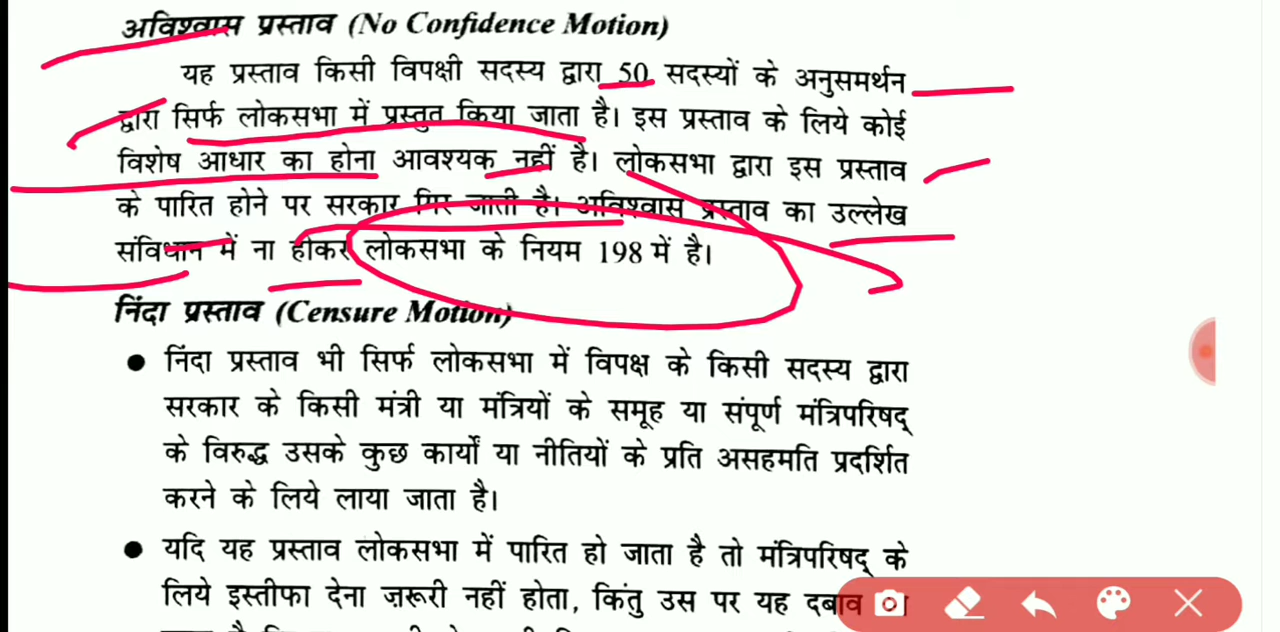 अविश्वास प्रस्ताव (No Confidence Motion)
यह प्रस्ताव किसी विपक्षी सदस्य द्वारा 50 सदस्यों के अनुसमर्थन
द्वारा सिर्फ लोकसभा में प्रस्तुत किया जाता है। इस प्रस्ताव के लिये कोई
विशेष आधार का होना आवश्यक नहीं है। लोकसभा द्वारा इस प्रस्ताव
के पारित होने पर सरकार गिर जाती है। अविश्वास प्रस्ताव का उल्लेख
संविधान में ना होकर लोकसभा के नियम 198 में है।
निंदा प्रस्ताव (Censure Motion)
● निंदा प्रस्ताव भी सिर्फ लोकसभा में विपक्ष के किसी सदस्य द्वारा
सरकार के किसी मंत्री या मंत्रियों के समूह या संपूर्ण मंत्रिपरिषद्
के विरुद्ध उसके कुछ कार्यों या नीतियों के प्रति असहमति प्रदर्शित
करने के लिये लाया जाता है।
● यदि यह प्रस्ताव लोकसभा में पारित हो जाता है तो मंत्रिपरिषद् के
लिये इस्तीफा देना ज़रूरी नहीं होता, किंतु उस पर यह दबाव